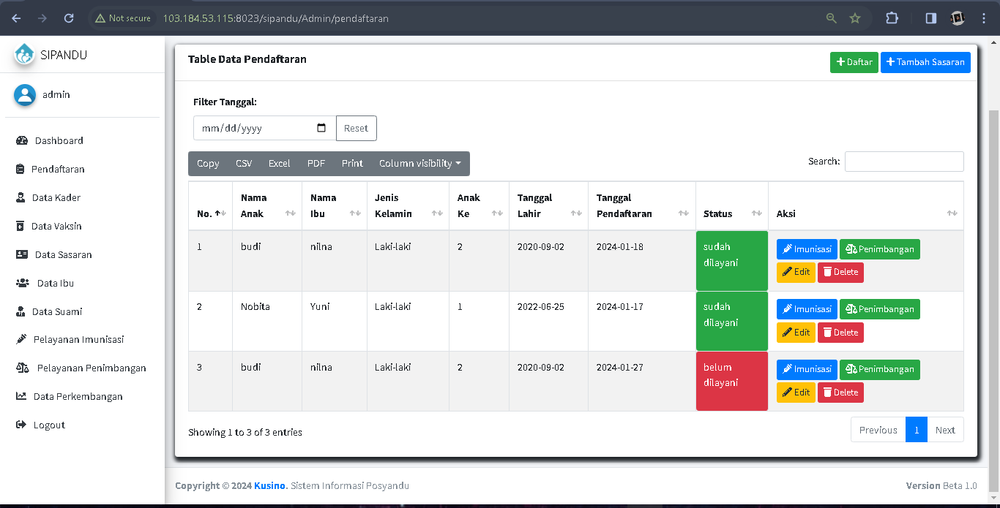 Not secure 103.184.53.115:8023/sipandu/Admin/pendaftaran
SIPANDU
admin
Dashboard
Pendaftaran
Data Kader
Data Vaksin
Data Sasaran
Data Ibu
Data Suami
Pelayanan Imunisasi
Pelayanan Penimbangan
Data Perkembangan
Logout
Table Data Pendaftaran
Daftar Tambah Sasaran
Filter Tanggal:
mm/dd/yyyy Reset
Copy CSV Excel PDF Print Column visibility
Search:
No. Nama Anak Nama Ibu Jenis Kelamin Anak Ke Tanggal Lahir Tanggal Pendaftaran Status Aksi
1 budi nilna Laki-laki 2 2020-09-02 2024-01-18 sudah dilayani Imunisasi Penimbangan
Edit Delete
2 Nobita Yuni Laki-laki 1 2022-06-25 2024-01-17 sudah dilayani Imunisasi Penimbangan
Edit Delete
3 budi nilna Laki-laki 2 2020-09-02 2024-01-27 belum dilayani Imunisasi Penimbangan
Edit Delete
Showing 1 to 3 of 3 entries
Previous 1 Next
Copyright © 2024 Kusino. Sistem Informasi Posyandu
Version Beta 1.0